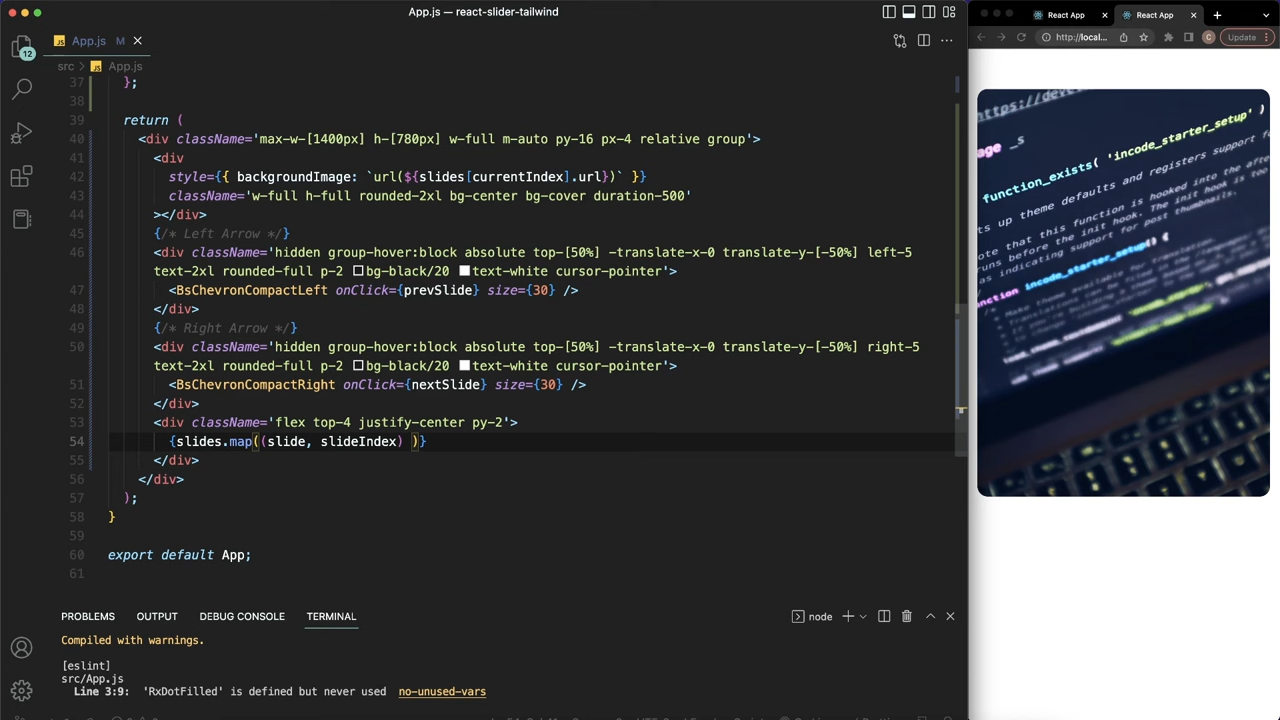 App.js - react-slider-tailwind
React App
React App
App.js M
http://local...
C
Update
12
src > App.js
37 };
38
39 return (
40 <div className='max-w-[1400px] h-[780px] w-full m-auto py-16 px-4 relative group'>
41 <div
42 style={{ backgroundImage: `url(${slides[currentIndex].url})` }}
43 className='w-full h-full rounded-2xl bg-center bg-cover duration-500'
44 ></div>
45 {/* Left Arrow */}
46 <div className='hidden group-hover:block absolute top-[50%] -translate-x-0 translate-y-[-50%] left-5
text-2xl rounded-full p-2 bg-black/20 text-white cursor-pointer'>
47 <BsChevronCompactLeft onClick={prevSlide} size={30} />
48 </div>
49 {/* Right Arrow */}
50 <div className='hidden group-hover:block absolute top-[50%] -translate-x-0 translate-y-[-50%] right-5
text-2xl rounded-full p-2 bg-black/20 text-white cursor-pointer'>
51 <BsChevronCompactRight onClick={nextSlide} size={30} />
52 </div>
53 <div className='flex top-4 justify-center py-2'>
54 {slides.map((slide, slideIndex) )}
55 </div>
56 </div>
57 );
58 }
59
60 export default App;
61
PROBLEMS OUTPUT DEBUG CONSOLE TERMINAL
node
Compiled with warnings.
[eslint]
src/App.js
Line 3:9: 'RxDotFilled' is defined but never used no-unused-vars
_s
function_exists( 'incode_starter_setup' )
incode_starter_setup() {